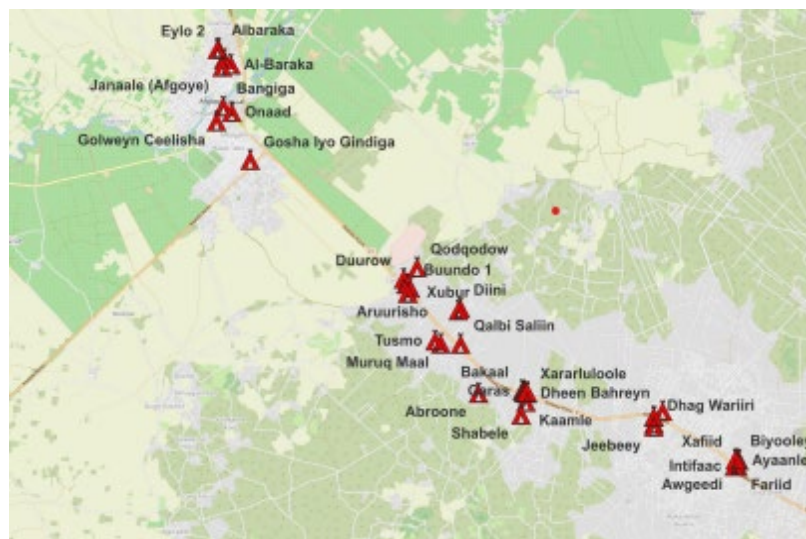 Eylo 2
Albaraka
Al-Baraka
Janaale (Afgoye)
Bangiga
Onaad
Golweyn Ceelisha
Gosha Iyo Gindiga
Duurow
Qodqodow
Buundo 1
Xubur
Diini
Aruurisho
Qalbi Saliin
Tusmo
Muruq Maal
Bakaal
Xararluloole
Garas
Dheen Bahreyn
Abroone
Kaamle
Shabele
Dhag Wariiri
Jeebeey
Xafiid
Biyooley
Intifaac
Ayaanle
Awgeedi
Fariid